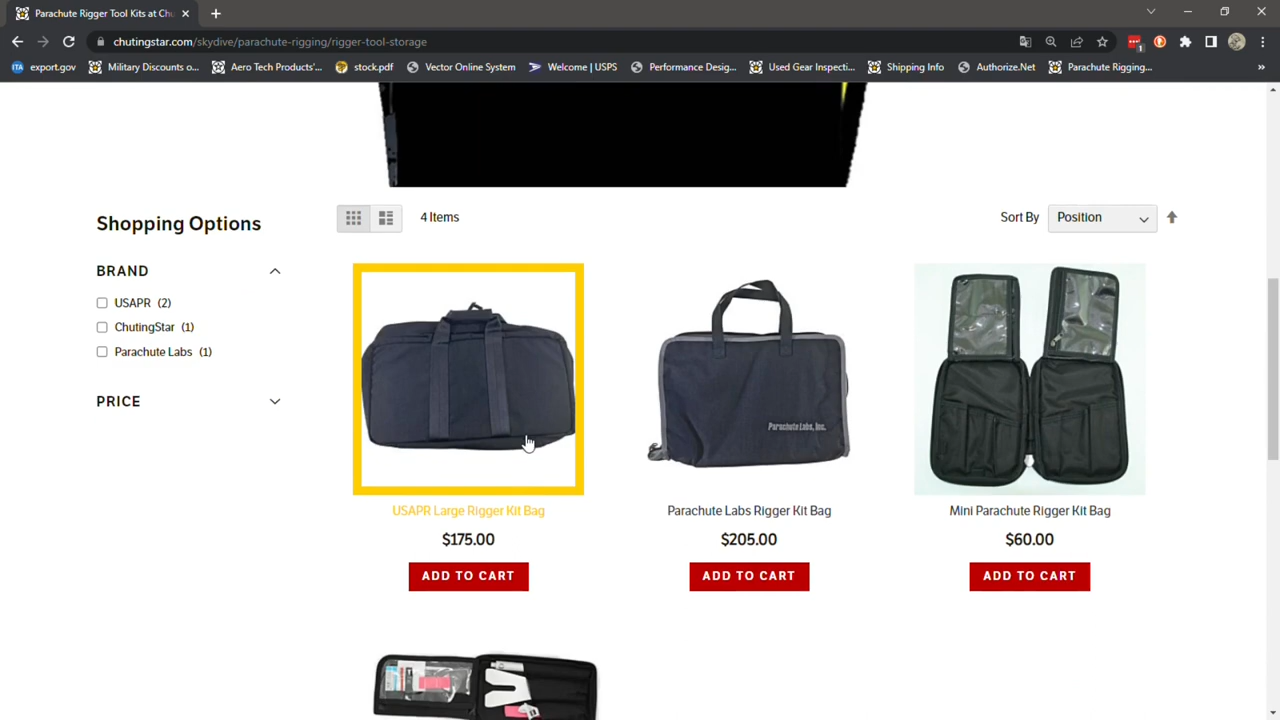 Parachute Rigger Tool Kits at Chu
chutingstar.com/skydive/parachute-rigging/rigger-tool-storage
1
export.gov
Military Discounts o...
Aero Tech Products'...
stock.pdf
Vector Online System
Welcome | USPS
Performance Desig...
Used Gear Inspecti...
Shipping Info
Authorize.Net
Parachute Rigging...
Shopping Options
4 Items
Sort By
Position
BRAND
USAPR (2)
ChutingStar (1)
Parachute Labs (1)
PRICE
Parachute Labs, Inc.
USAPR Large Rigger Kit Bag
Parachute Labs Rigger Kit Bag
Mini Parachute Rigger Kit Bag
$175.00
$205.00
$60.00
ADD TO CART
ADD TO CART
ADD TO CART